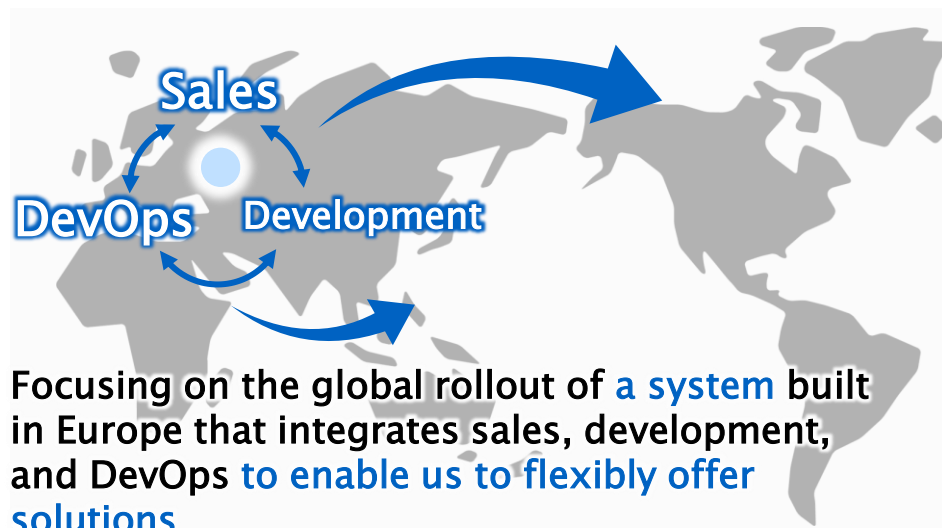 Sales
DevOps
Development
Focusing on the global rollout of a system built
in Europe that integrates sales, development,
and DevOps to enable us to flexibly offer
solutions